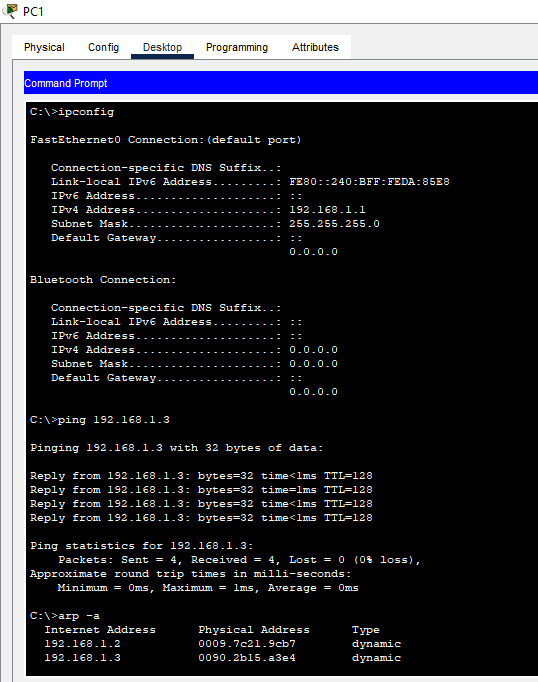 PC1
Physical Config Desktop Programming Attributes
Command Prompt
C:\>ipconfig
FastEthernet0 Connection:(default port)
Connection-specific DNS Suffix..:
Link-local IPv6 Address.........: FE80::240:BFF:FEDA:85E8
IPv6 Address....................: ::
IPv4 Address....................: 192.168.1.1
Subnet Mask.....................: 255.255.255.0
Default Gateway.................: ::
0.0.0.0
Bluetooth Connection:
Connection-specific DNS Suffix..:
Link-local IPv6 Address.........: ::
IPv6 Address....................: ::
IPv4 Address....................: 0.0.0.0
Subnet Mask.....................: 0.0.0.0
Default Gateway.................: ::
0.0.0.0
C:\>ping 192.168.1.3
Pinging 192.168.1.3 with 32 bytes of data:
Reply from 192.168.1.3: bytes=32 time<1ms TTL=128
Reply from 192.168.1.3: bytes=32 time=1ms TTL=128
Reply from 192.168.1.3: bytes=32 time<1ms TTL=128
Reply from 192.168.1.3: bytes=32 time<1ms TTL=128
Ping statistics for 192.168.1.3:
Packets: Sent = 4, Received = 4, Lost = 0 (0% loss),
Approximate round trip times in milli-seconds:
Minimum = 0ms, Maximum = 1ms, Average = 0ms
C:\>arp -a
Internet Address Physical Address Type
192.168.1.2 0009.7c21.9cb7 dynamic
192.168.1.3 0090.2b15.a3e4 dynamic